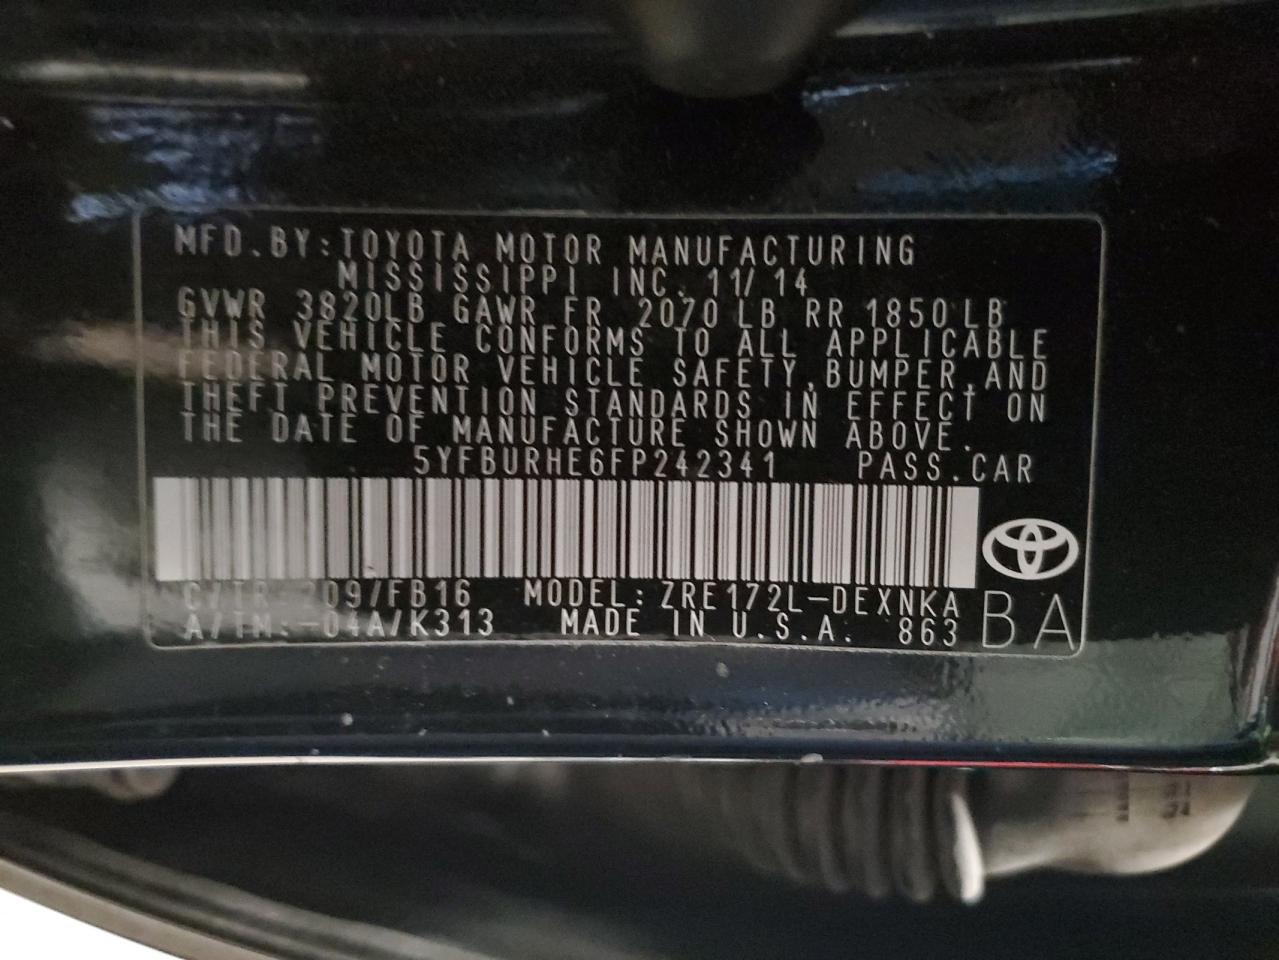 MFD.BY:TOYOTA MOTOR MANUFACTURING
MISSISSIPPI INC. 11/14
GVWR 3820LB GAWR FR 2070 LB RR 1850 LB
THIS VEHICLE CONFORMS TO ALL APPLICABLE
FEDERAL MOTOR VEHICLE SAFETY,BUMPER,AND
THEFT PREVENTION STANDARDS IN EFFECT ON
THE DATE OF MANUFACTURE SHOWN ABOVE.
5YFBURHE6FP242341 PASS.CAR
C/TR: 209/FB16 MODEL: ZRE172L-DEXNKA
A/TM: -04A/K313 MADE IN U.S.A. 863 BA